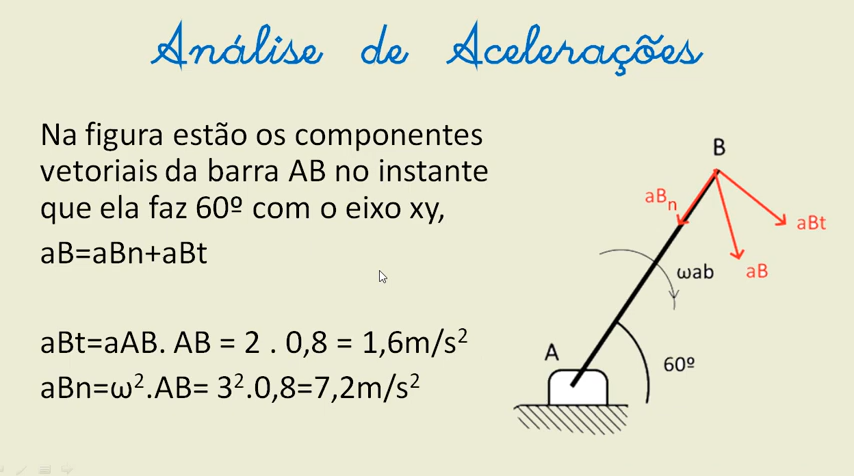 Análise de Acelerações
Na figura estão os componentes
vetoriais da barra AB no instante
que ela faz 60º com o eixo xy,
aB=aBn+aBt
aBt=aAB. AB = 2 . 0,8 = 1,6m/s²
aBn=ω².AB= 3².0,8=7,2m/s²
B
aBn
aBt
ωab
aB
A
60º